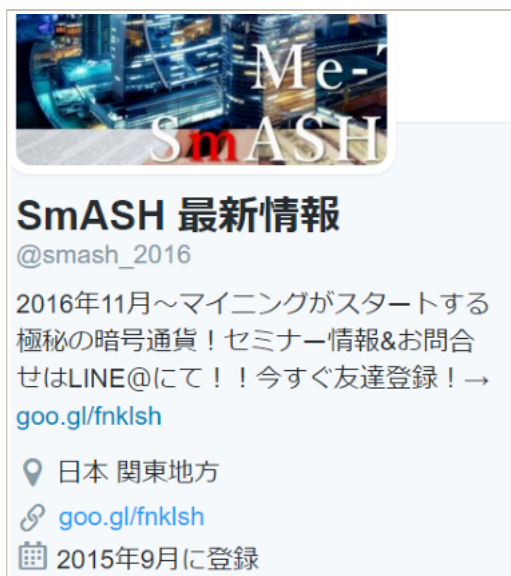 Me-
SmASH
SmASH 最新情報
@smash_2016
2016年11月～マイニングがスタートする
極秘の暗号通貨！セミナー情報&お問合
せはLINE@にて！！今すぐ友達登録！→
goo.gl/fnklsh
日本 関東地方
goo.gl/fnklsh
2015年9月に登録